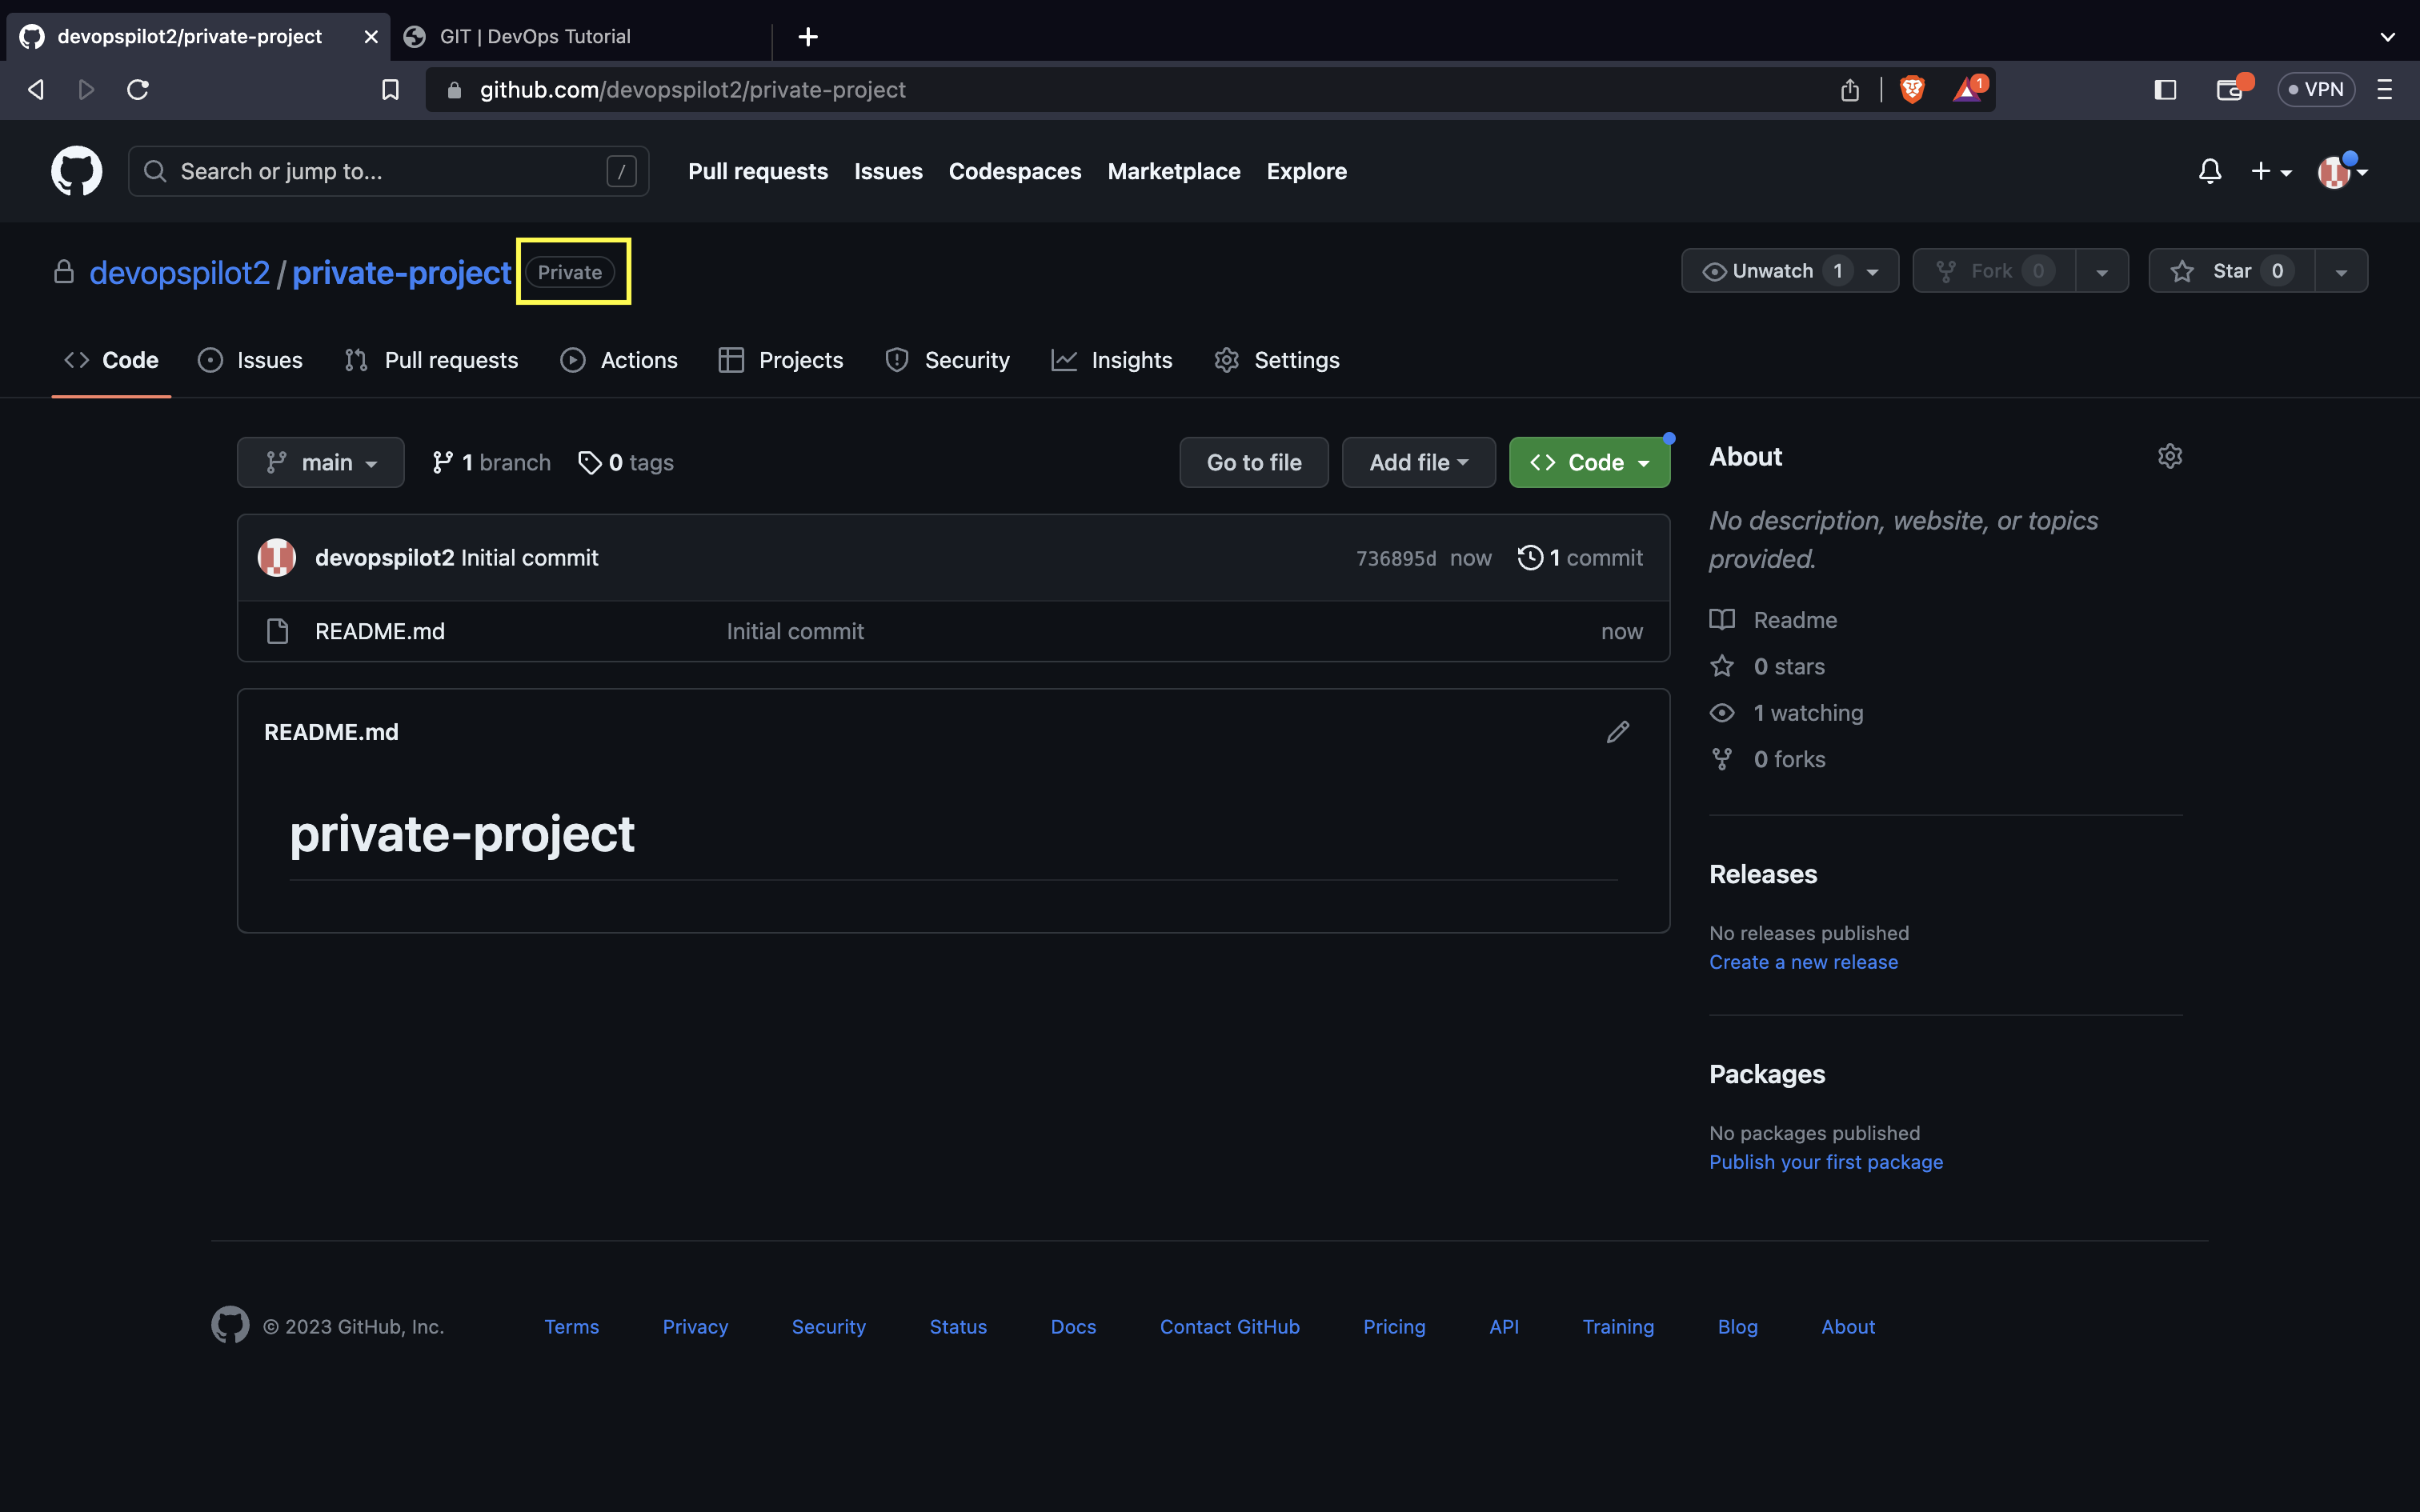 devopspilot2/private-project
GIT | DevOps Tutorial
github.com/devopspilot2/private-project
1
VPN
Search or jump to...
/
Pull requests
Issues
Codespaces
Marketplace
Explore
devopspilot2 / private-project
Private
Unwatch 1
Fork 0
Star 0
Code
Issues
Pull requests
Actions
Projects
Security
Insights
Settings
main
1 branch
0 tags
Go to file
Add file
Code
devopspilot2 Initial commit
736895d now
1 commit
README.md
Initial commit
now
README.md
private-project
About
No description, website, or topics
provided.
Readme
0 stars
1 watching
0 forks
Releases
No releases published
Create a new release
Packages
No packages published
Publish your first package
© 2023 GitHub, Inc.
Terms
Privacy
Security
Status
Docs
Contact GitHub
Pricing
API
Training
Blog
About